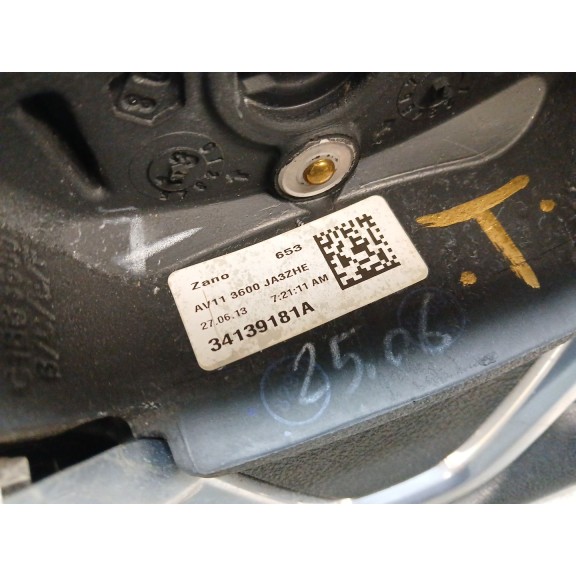 Zano 653
AV11 3600 JA3ZHE
27.06.13 7:21:11 AM
34139181A
25.06
T.